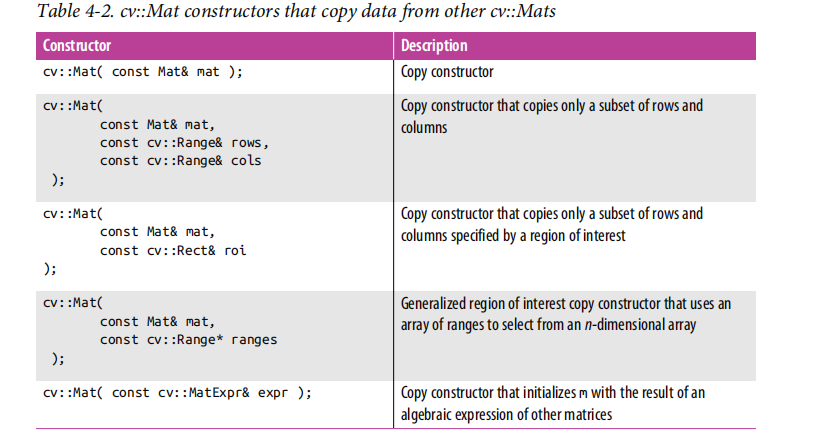 Table 4-2. cv::Mat constructors that copy data from other cv::Mats
Constructor Description
cv::Mat( const Mat& mat ); Copy constructor
cv::Mat( Copy constructor that copies only a subset of rows and
const Mat& mat, columns
const cv::Range& rows,
const cv::Range& cols
);
cv::Mat( Copy constructor that copies only a subset of rows and
const Mat& mat, columns specified by a region of interest
const cv::Rect& roi
);
cv::Mat( Generalized region of interest copy constructor that uses an
const Mat& mat, array of ranges to select from an n-dimensional array
const cv::Range* ranges
);
cv::Mat( const cv::MatExpr& expr ); Copy constructor that initializes m with the result of an
algebraic expression of other matrices